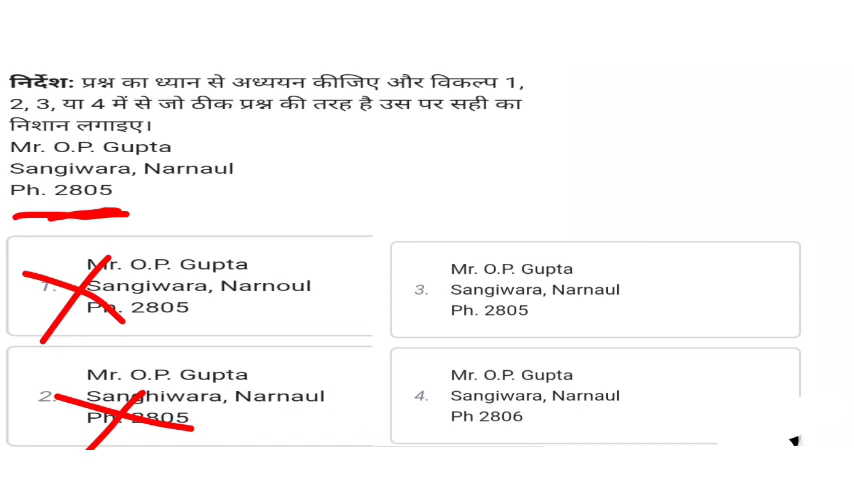 निर्देश: प्रश्न का ध्यान से अध्ययन कीजिए और विकल्प 1,
2, 3, या 4 में से जो ठीक प्रश्न की तरह है उस पर सही का
निशान लगाइए।
Mr. O.P. Gupta
Sangiwara, Narnaul
Ph. 2805
1.
Mr. O.P. Gupta
Sangiwara, Narnoul
Ph. 2805
2.
Mr. O.P. Gupta
Sanghiwara, Narnaul
Ph. 2805
3.
Mr. O.P. Gupta
Sangiwara, Narnaul
Ph. 2805
4.
Mr. O.P. Gupta
Sangiwara, Narnaul
Ph 2806